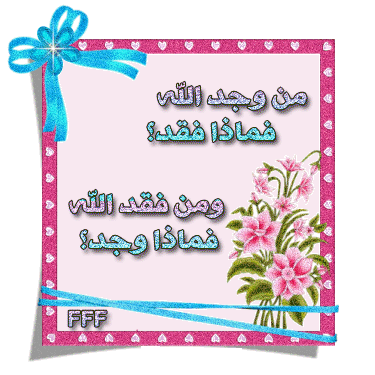 من وجد الله
فماذا فقد؟
ومن فقد الله
فماذا وجد؟
FFF